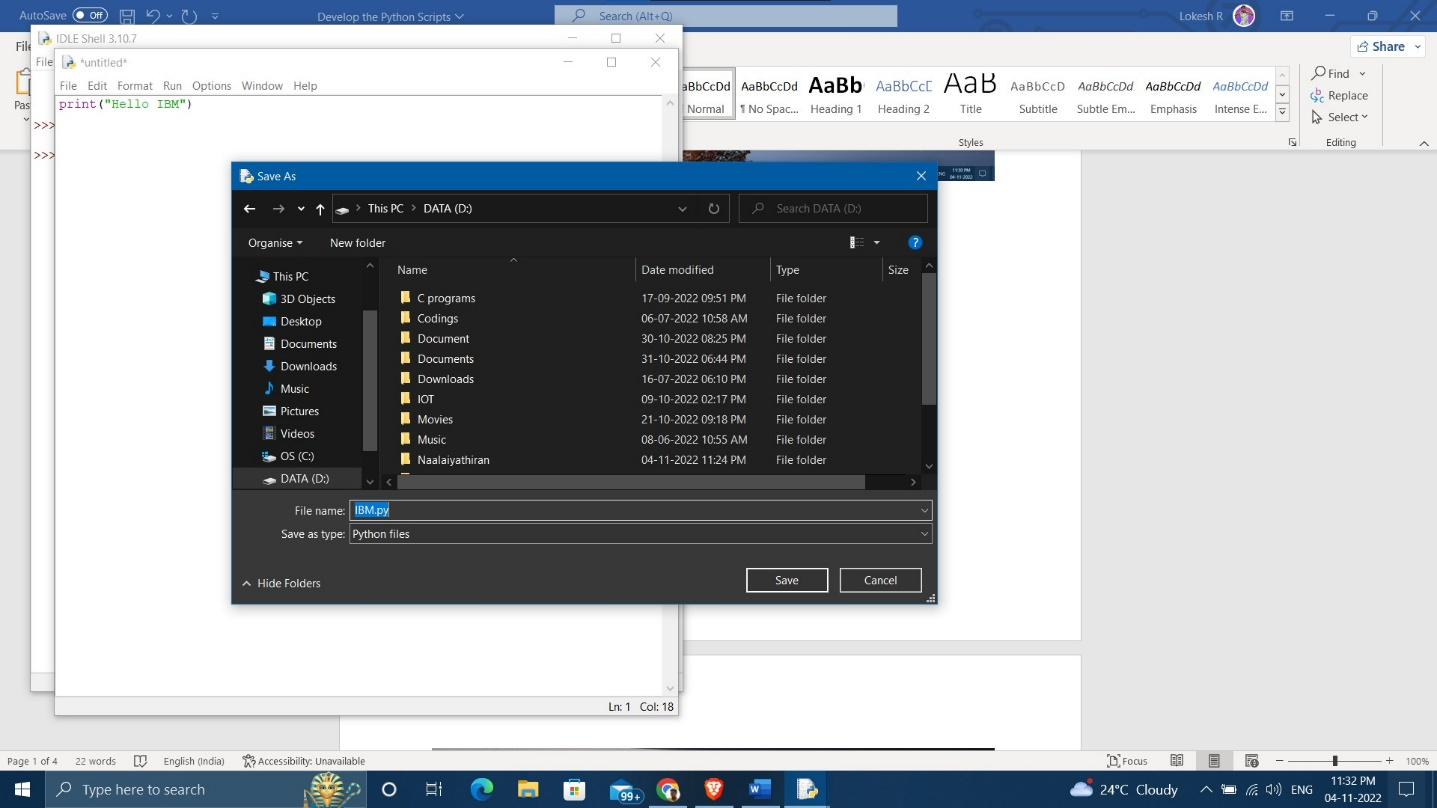 AutoSave Off Develop the Python Scripts Search (Alt+Q) Lokesh R
IDLE Shell 3.10.7
File
*untitled*
File Edit Format Run Options Window Help
print("Hello IBM")
>>>
>>>
Share
Find
Replace
Select
Editing
AaBbCcDd AaBbCcDd AaBb AaBbCcD AaB AaBbCcD AaBbCcDd AaBbCcDd AaBbCcDd
Normal ¶ No Spac... Heading 1 Heading 2 Title Subtitle Subtle Em... Emphasis Intense E...
Styles
11:30 PM
04-11-2022
Save As
This PC > DATA (D:)
Search DATA (D:)
Organise New folder
This PC
3D Objects
Desktop
Documents
Downloads
Music
Pictures
Videos
OS (C:)
DATA (D:)
Name Date modified Type Size
C programs 17-09-2022 09:51 PM File folder
Codings 06-07-2022 10:58 AM File folder
Document 30-10-2022 08:25 PM File folder
Documents 31-10-2022 06:44 PM File folder
Downloads 16-07-2022 06:10 PM File folder
IOT 09-10-2022 02:17 PM File folder
Movies 21-10-2022 09:18 PM File folder
Music 08-06-2022 10:55 AM File folder
Naalaiyathiran 04-11-2022 11:24 PM File folder
File name: IBM.py
Save as type: Python files
Hide Folders Save Cancel
Ln: 1 Col: 18
Page 1 of 4 22 words English (India) Accessibility: Unavailable Focus 100%
Type here to search 99+ 24°C Cloudy ENG
11:32 PM
04-11-2022